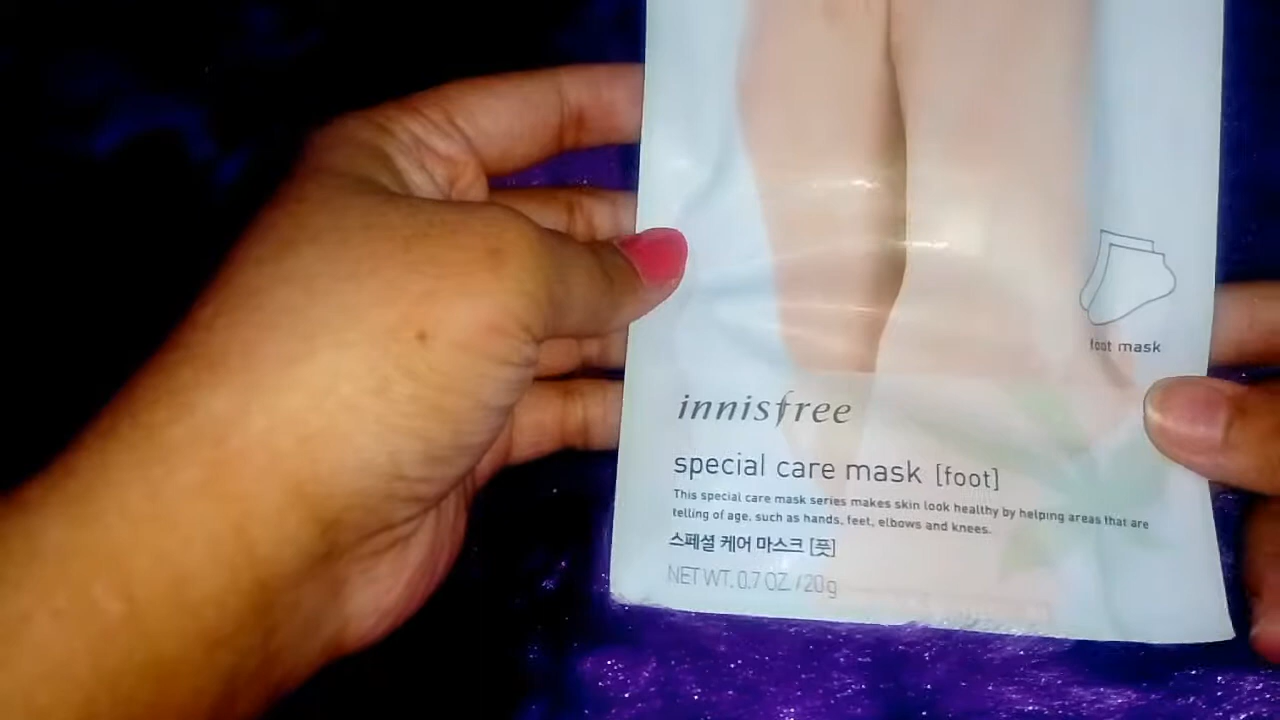 foot mask
innisfree
special care mask [foot]
This special care mask series makes skin look healthy by helping areas that are
telling of age, such as hands, feet, elbows and knees.
스페셜 케어 마스크 [풋]
NET WT. 0.7 OZ. / 20g